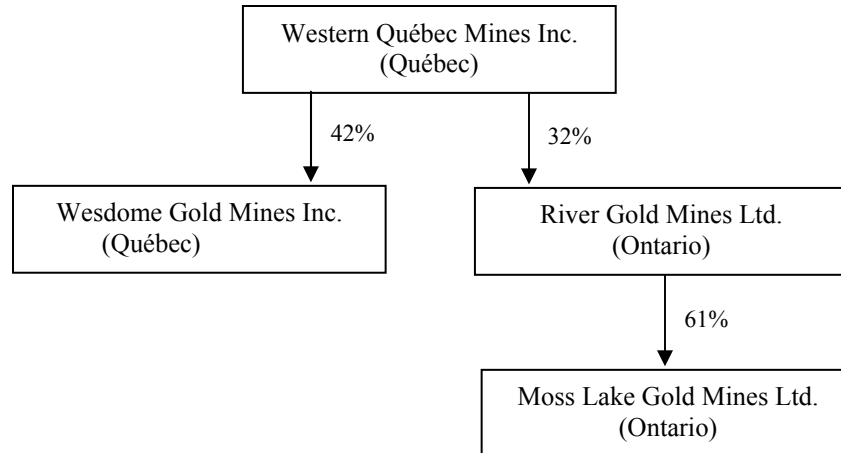 Western Québec Mines Inc.
(Québec)
42%
32%
Wesdome Gold Mines Inc.
(Québec)
River Gold Mines Ltd.
(Ontario)
61%
Moss Lake Gold Mines Ltd.
(Ontario)